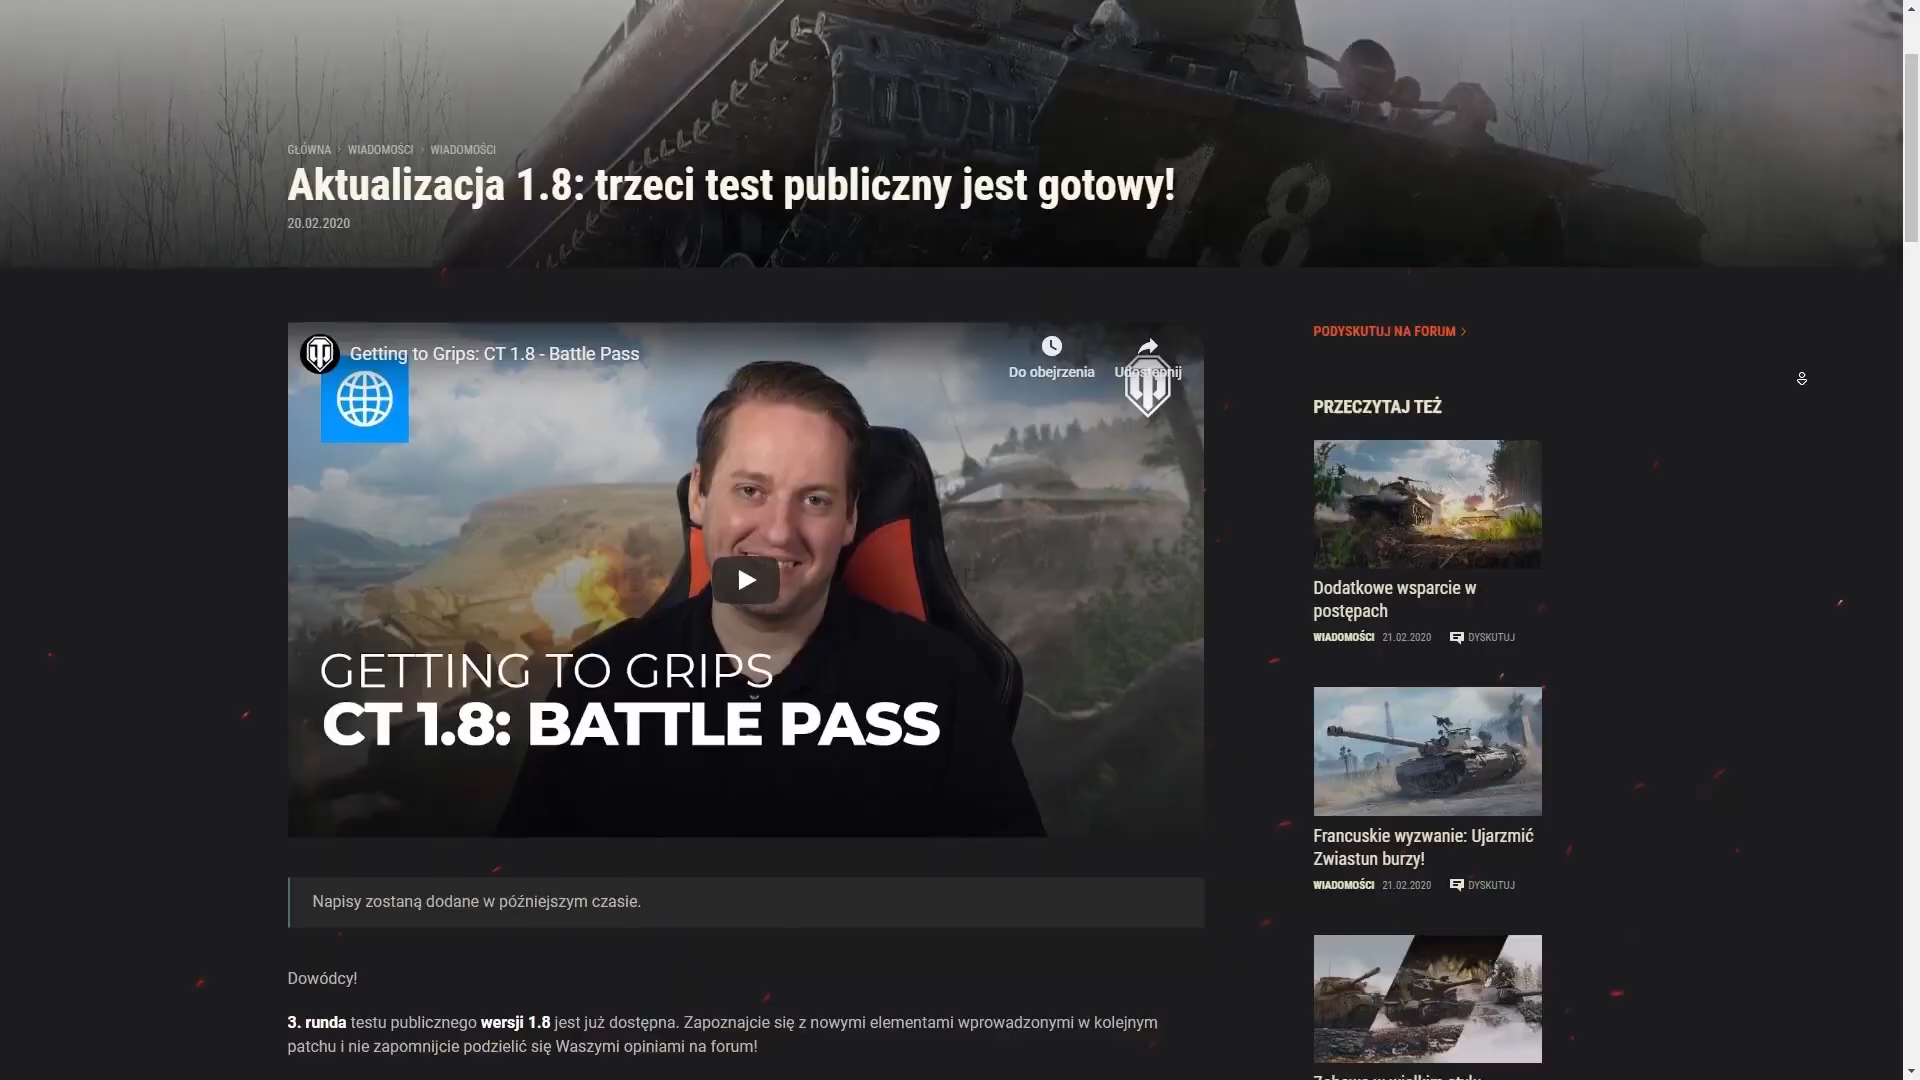 GŁÓWNA › WIADOMOŚCI › WIADOMOŚCI
Aktualizacja 1.8: trzeci test publiczny jest gotowy!
20.02.2020
1.8
Getting to Grips: CT 1.8 - Battle Pass
Do obejrzenia
Udostępnij
GETTING TO GRIPS
CT 1.8: BATTLE PASS
Napisy zostaną dodane w późniejszym czasie.
Dowódcy!
3. runda testu publicznego wersji 1.8 jest już dostępna. Zapoznajcie się z nowymi elementami wprowadzonymi w kolejnym
patchu i nie zapomnijcie podzielić się Waszymi opiniami na forum!
PODYSKUTUJ NA FORUM ›
PRZECZYTAJ TEŻ
Dodatkowe wsparcie w
postępach
WIADOMOŚCI 21.02.2020 DYSKUTUJ
Francuskie wyzwanie: Ujarzmić
Zwiastun burzy!
WIADOMOŚCI 21.02.2020 DYSKUTUJ